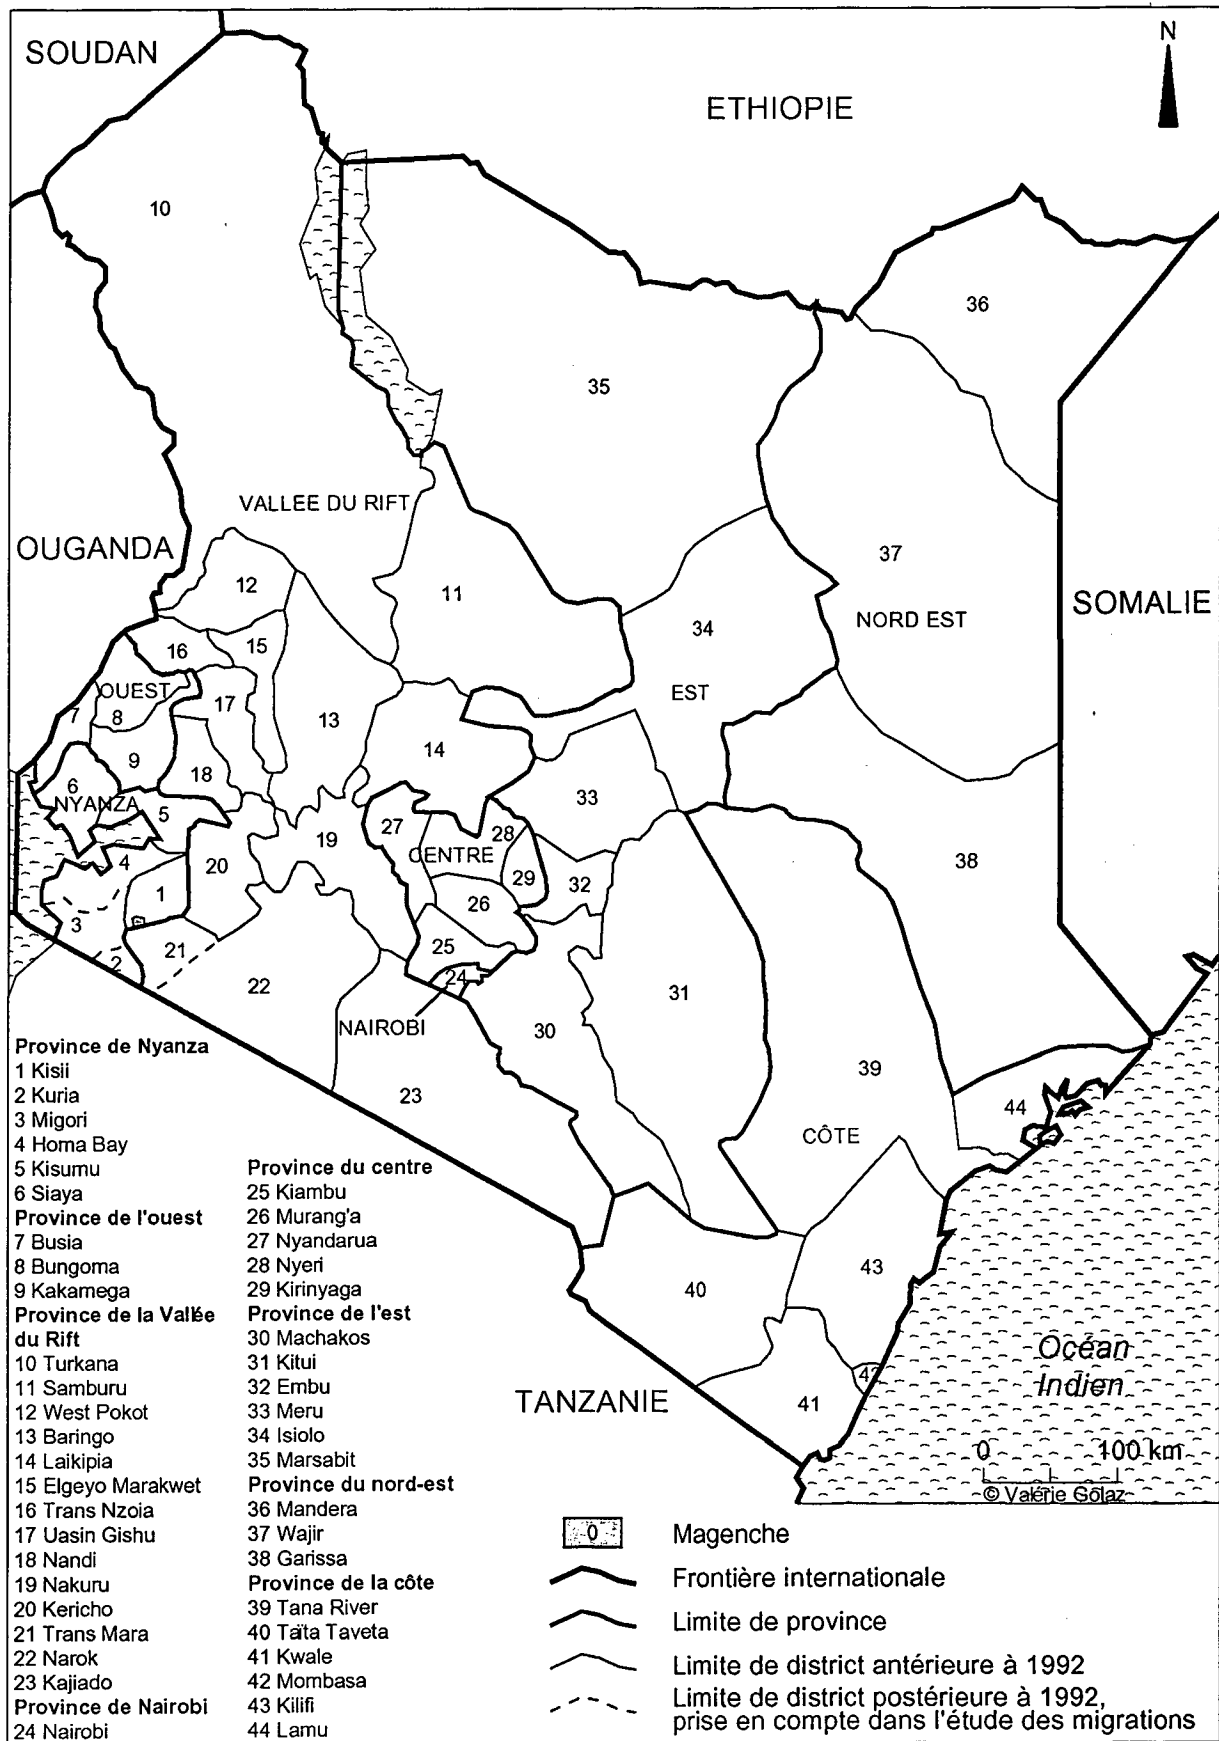 N
SOUDAN
ETHIOPIE
10
36
35
VALLEE DU RIFT
OUGANDA
37
12
11
SOMALIE
NORD EST
34
16
15
OUEST
EST
17
7
8
13
14
9
18
6
33
NYANZA
5
27
28
19
CENTRE
4
20
38
29
32
1
26
3
21
25
2
24
22
31
NAIROBI
30
39
23
44
CÔTE
43
40
Océan
Indien
42
41
TANZANIE
0 100 km
© Valérie Golaz
Province de Nyanza
1 Kisii
2 Kuria
3 Migori
4 Homa Bay
5 Kisumu
6 Siaya
Province de l'ouest
7 Busia
8 Bungoma
9 Kakamega
Province de la Vallée
du Rift
10 Turkana
11 Samburu
12 West Pokot
13 Baringo
14 Laikipia
15 Elgeyo Marakwet
16 Trans Nzoia
17 Uasin Gishu
18 Nandi
19 Nakuru
20 Kericho
21 Trans Mara
22 Narok
23 Kajiado
Province de Nairobi
24 Nairobi
Province du centre
25 Kiambu
26 Murang'a
27 Nyandarua
28 Nyeri
29 Kirinyaga
Province de l'est
30 Machakos
31 Kitui
32 Embu
33 Meru
34 Isiolo
35 Marsabit
Province du nord-est
36 Mandera
37 Wajir
38 Garissa
Province de la côte
39 Tana River
40 Taïta Taveta
41 Kwale
42 Mombasa
43 Kilifi
44 Lamu
0 Magenche
Frontière internationale
Limite de province
Limite de district antérieure à 1992
Limite de district postérieure à 1992,
prise en compte dans l'étude des migrations